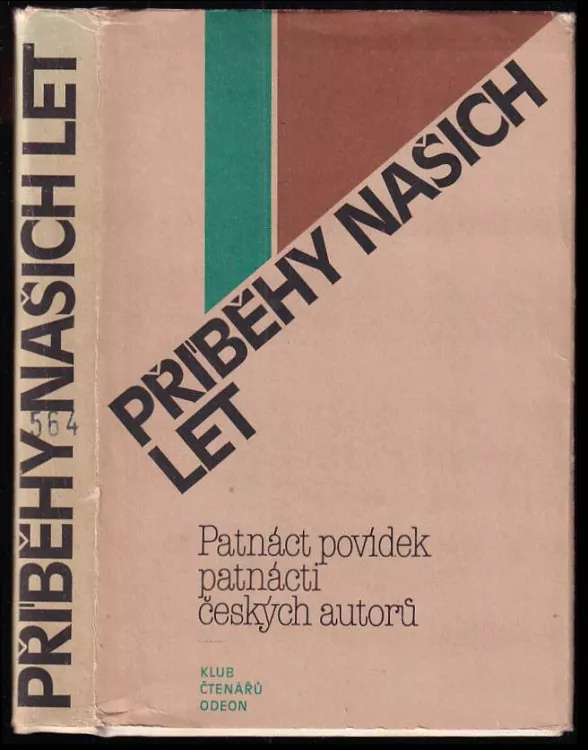 PŘÍBĚHY NAŠICH LET
564
PŘÍBĚHY NAŠICH
LET
Patnáct povídek
patnácti
českých autorů
KLUB
ČTENÁŘŮ
ODEON